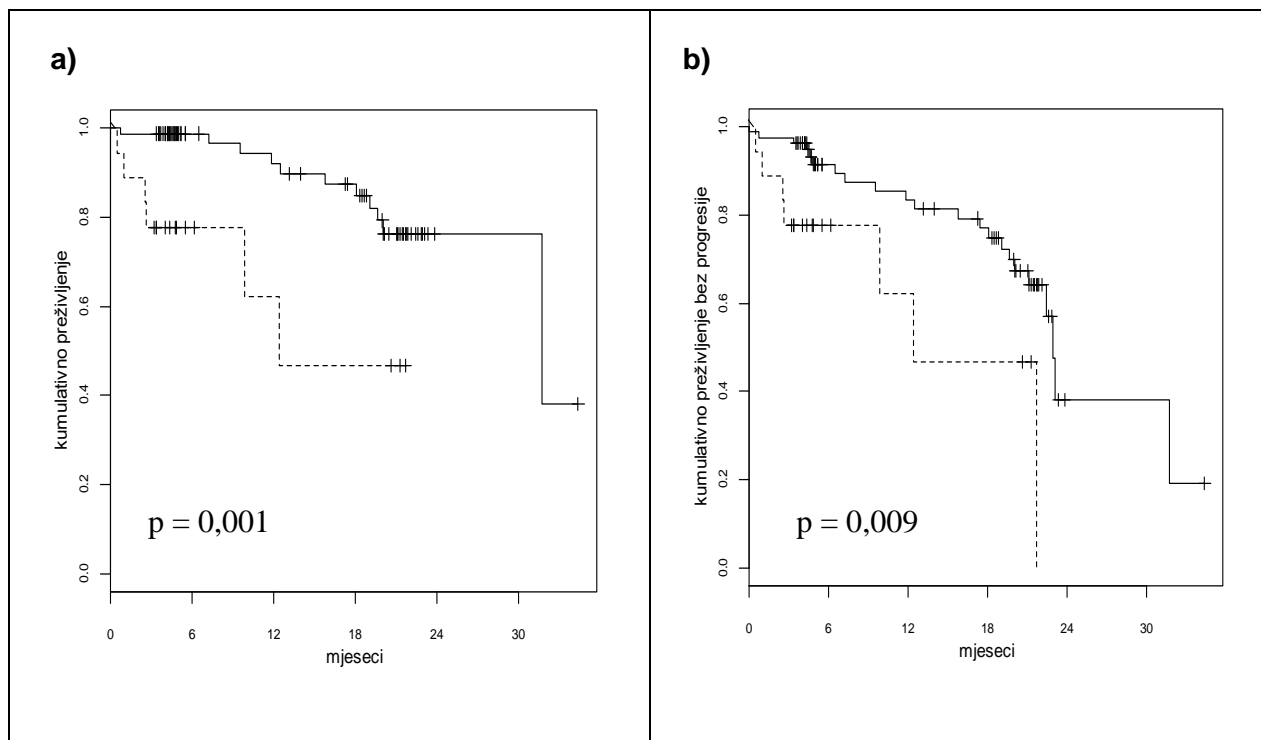 a)
kumulativno preživljenje
1.0
0.8
0.6
0.4
0.2
0.0
p = 0,001
0 6 12 18 24 30
mjeseci
b)
kumulativno preživljenje bez progresije
1.0
0.8
0.6
0.4
0.2
0.0
p = 0,009
0 6 12 18 24 30
mjeseci